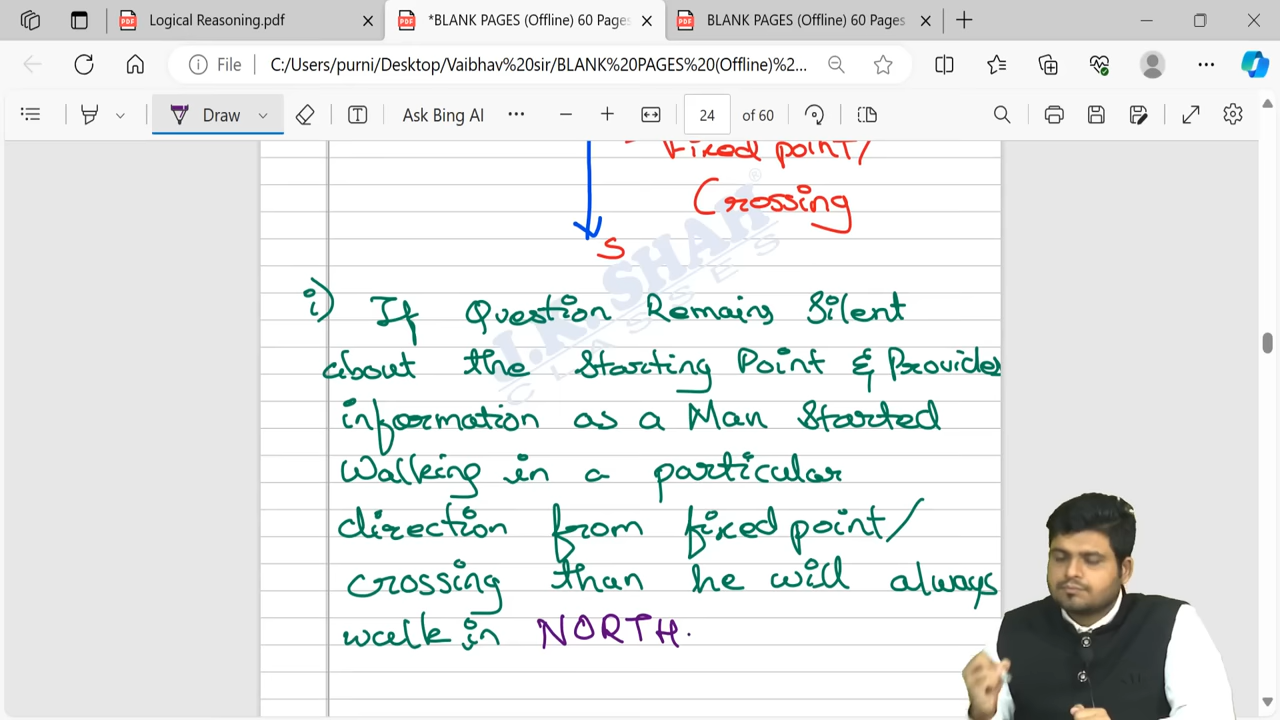 Logical Reasoning.pdf
*BLANK PAGES (Offline) 60 Pages
BLANK PAGES (Offline) 60 Pages
File
C:/Users/purni/Desktop/Vaibhav%20sir/BLANK%20PAGES%20(Offline)%2...
Draw
Ask Bing AI
24 of 60
Fixed point/
Crossing
S
J.K. SHAH®
CLASSES
i) If Question Remains Silent
about the Starting Point & Provides
information as a Man Started
Walking in a particular
direction from fixed point/
crossing than he will always
walk in NORTH.